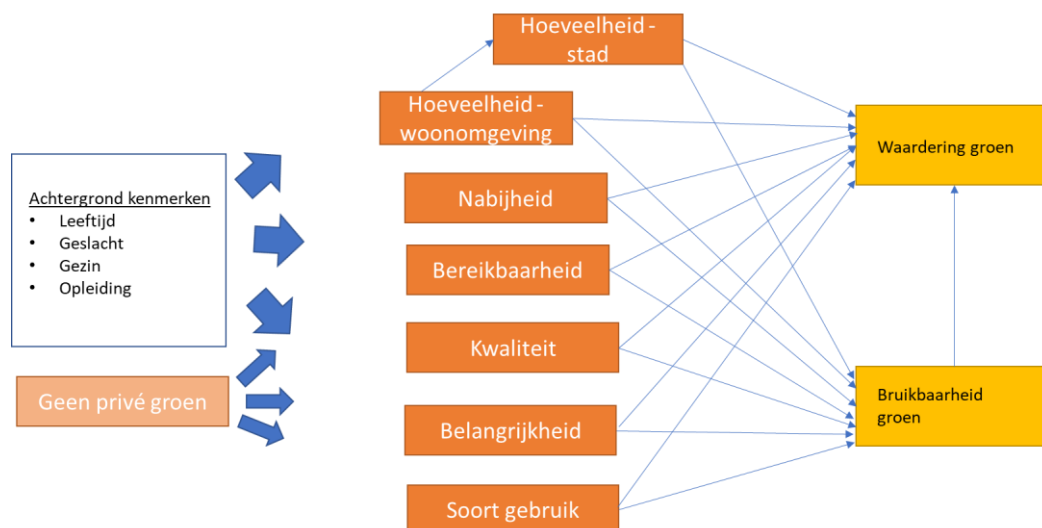 Hoeveelheid -
stad
Hoeveelheid -
woonomgeving
Waardering groen
Achtergrond kenmerken
• Leeftijd
• Geslacht
• Gezin
• Opleiding
Nabijheid
Bereikbaarheid
Kwaliteit
Geen privé groen
Bruikbaarheid
groen
Belangrijkheid
Soort gebruik